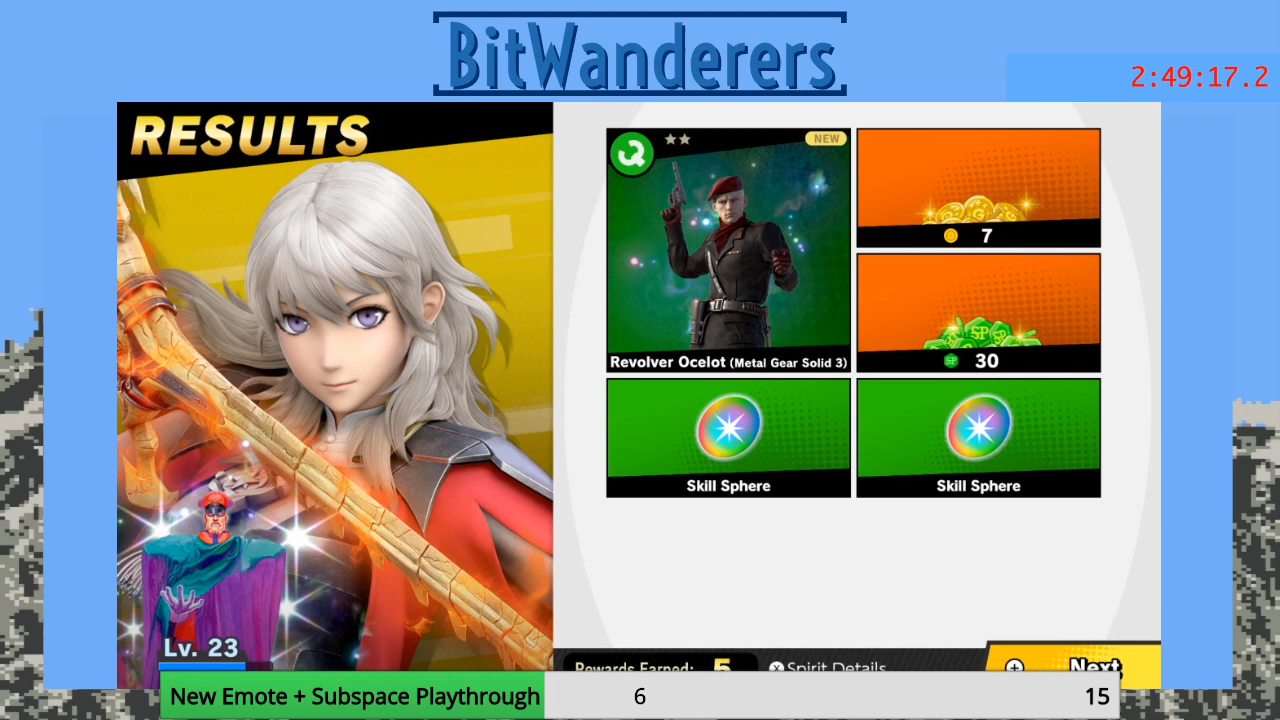 BitWanderers
2:49:17.2
RESULTS
NEW
Revolver Ocelot (Metal Gear Solid 3)
7
SP
30
Skill Sphere
Skill Sphere
Lv. 23
Rewards Earned: 5
Spirit Details
Next
New Emote + Subspace Playthrough
6
15